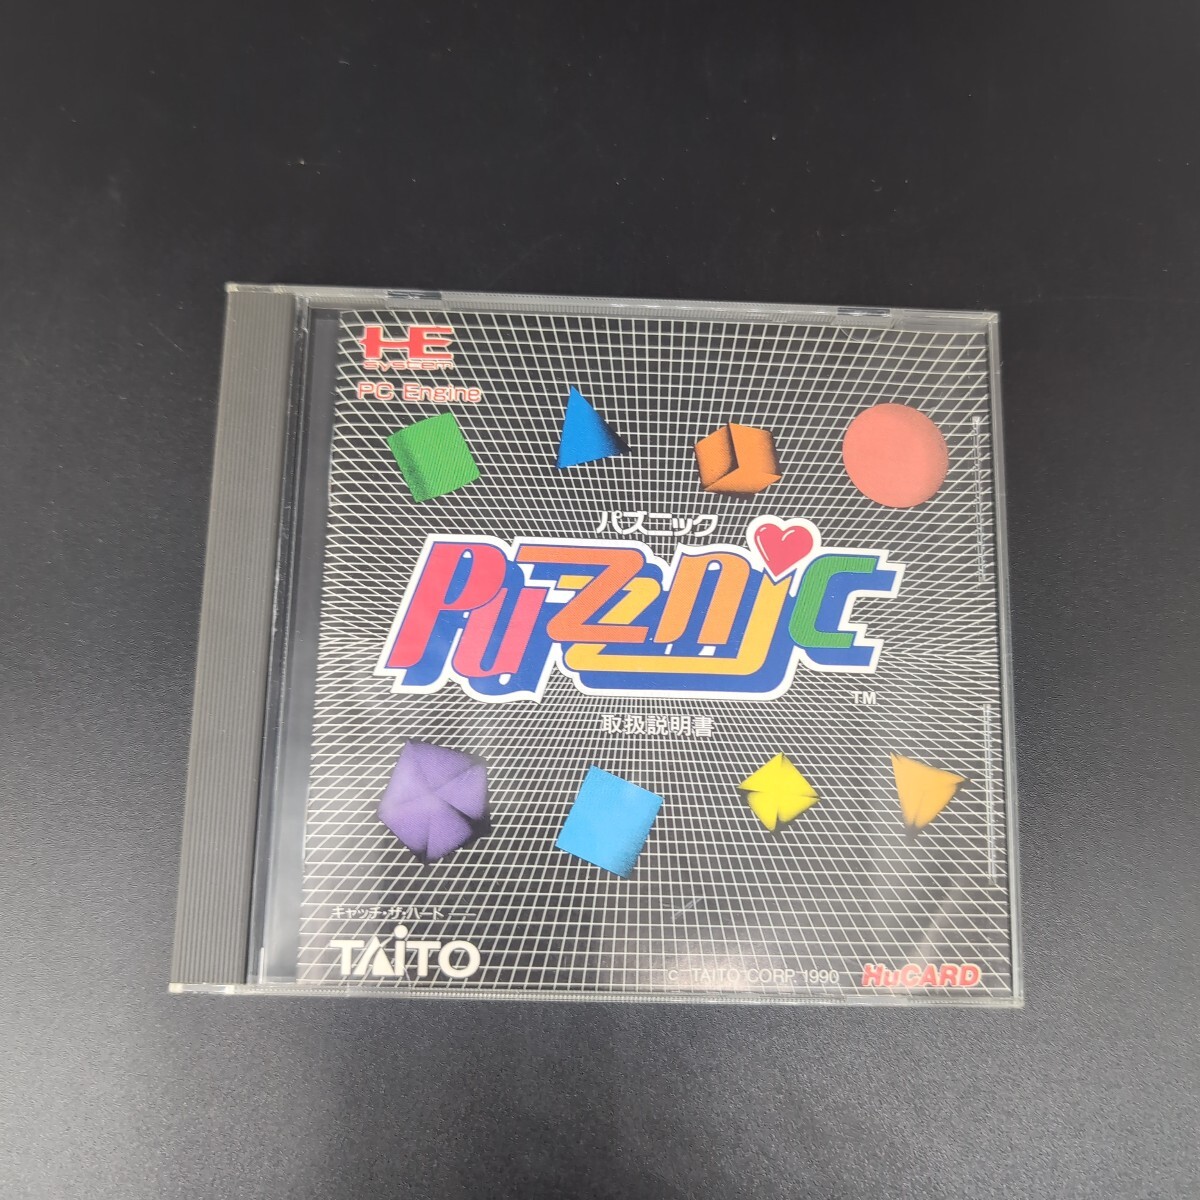 HE
system
PC Engine
パズニック
PUZZNIC
TM
取扱説明書
キャッチ・ザ・ハート
TAiTO
c TAITO CORP. 1990
HuCARD